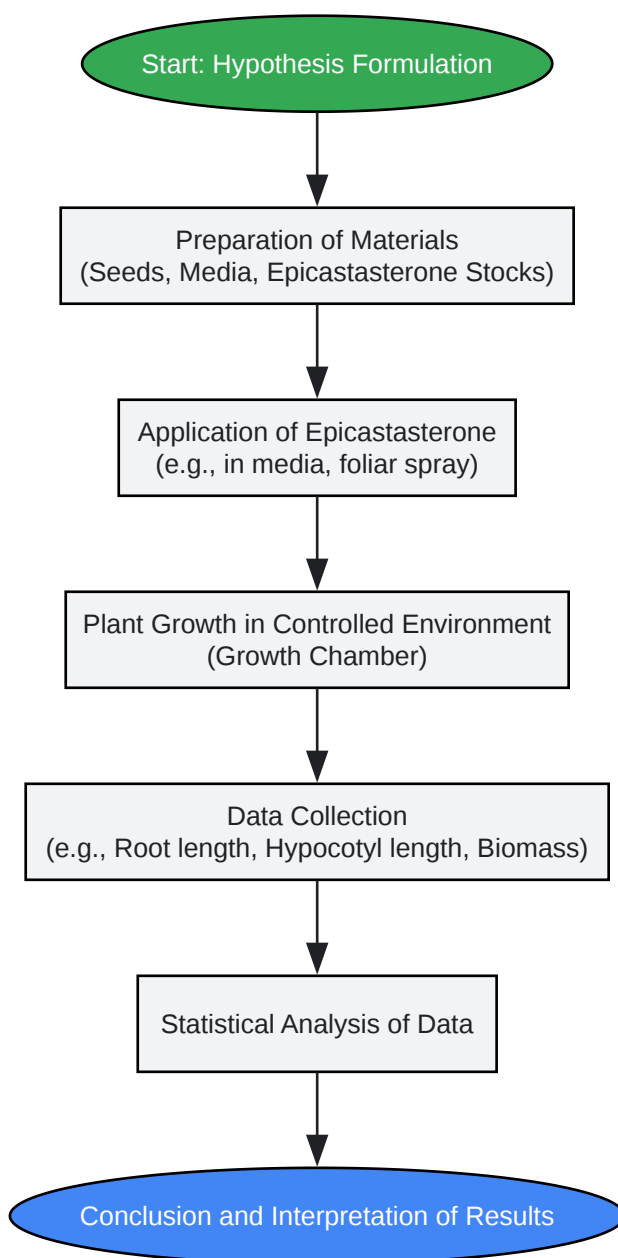 Start: Hypothesis Formulation
Preparation of Materials
(Seeds, Media, Epicastasterone Stocks)
Application of Epicastasterone
(e.g., in media, foliar spray)
Plant Growth in Controlled Environment
(Growth Chamber)
Data Collection
(e.g., Root length, Hypocotyl length, Biomass)
Statistical Analysis of Data
Conclusion and Interpretation of Results